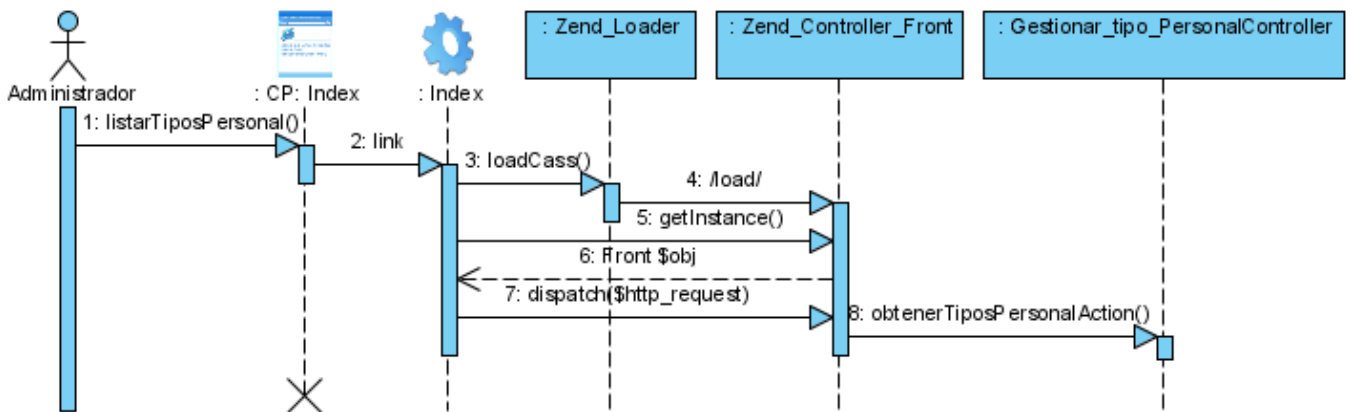 : Zend_Loader
: Zend_Controller_Front
: Gestionar_tipo_PersonalController
Administrador
: CP: Index
: Index
1: listarTiposPersonal()
2: link
3: loadCass()
4: /load/
5: getInstance()
6: Front $obj
7: dispatch($http_request)
8: obtenerTiposPersonalAction()